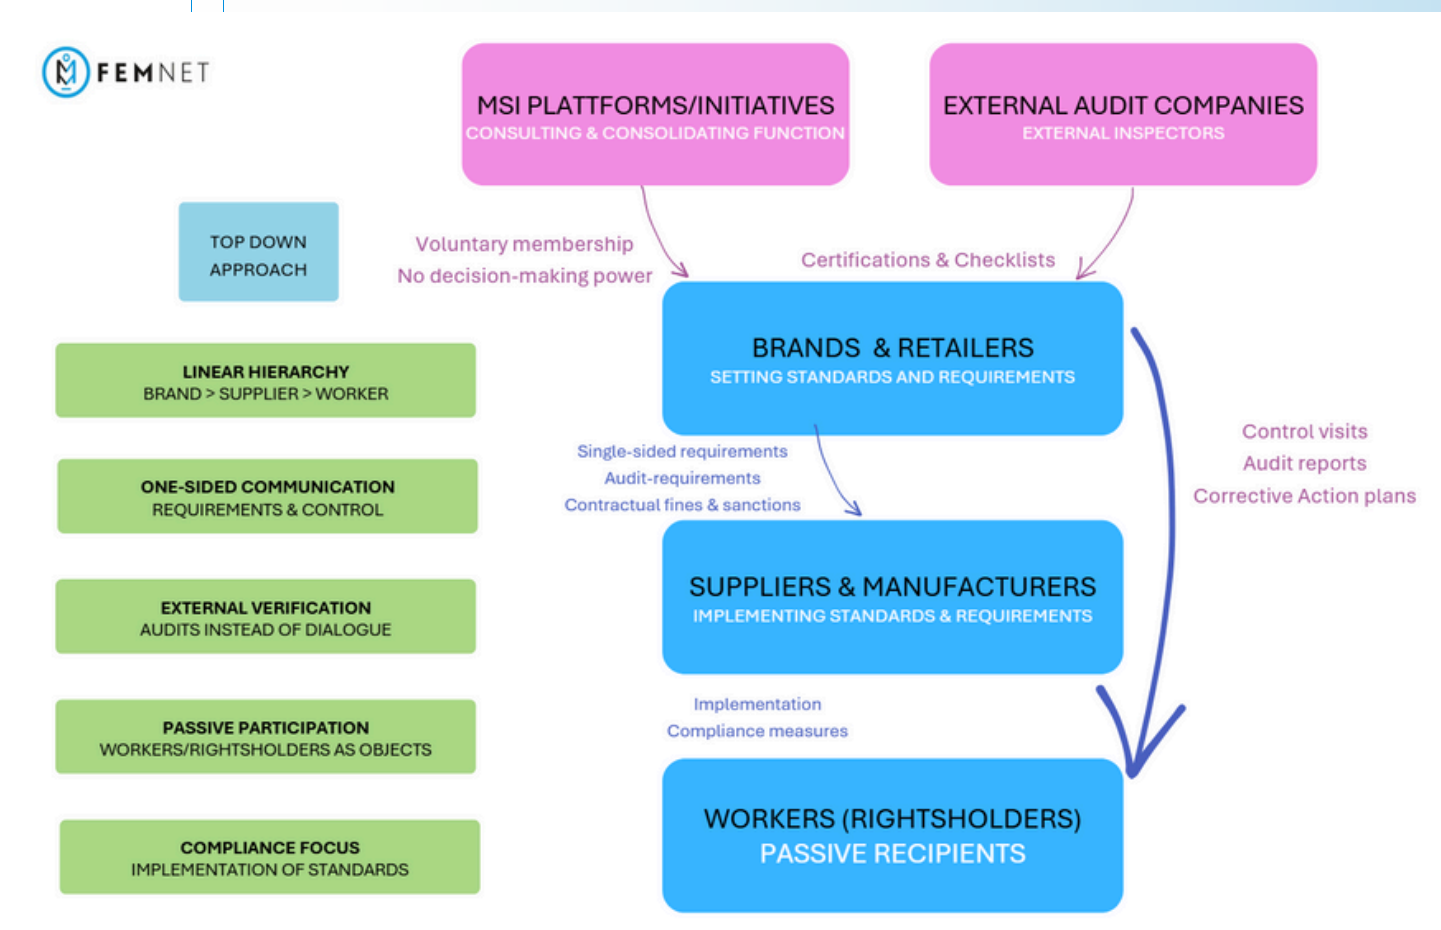 FEMNET
MSI PLATTFORMS/INITIATIVES
CONSULTING & CONSOLIDATING FUNCTION
EXTERNAL AUDIT COMPANIES
EXTERNAL INSPECTORS
TOP DOWN
APPROACH
Voluntary membership
No decision-making power
Certifications & Checklists
LINEAR HIERARCHY
BRAND > SUPPLIER > WORKER
BRANDS & RETAILERS
SETTING STANDARDS AND REQUIREMENTS
Control visits
Audit reports
Corrective Action plans
Single-sided requirements
Audit-requirements
Contractual fines & sanctions
ONE-SIDED COMMUNICATION
REQUIREMENTS & CONTROL
SUPPLIERS & MANUFACTURERS
IMPLEMENTING STANDARDS & REQUIREMENTS
EXTERNAL VERIFICATION
AUDITS INSTEAD OF DIALOGUE
Implementation
Compliance measures
PASSIVE PARTICIPATION
WORKERS/RIGHTSHOLDERS AS OBJECTS
WORKERS (RIGHTSHOLDERS)
PASSIVE RECIPIENTS
COMPLIANCE FOCUS
IMPLEMENTATION OF STANDARDS